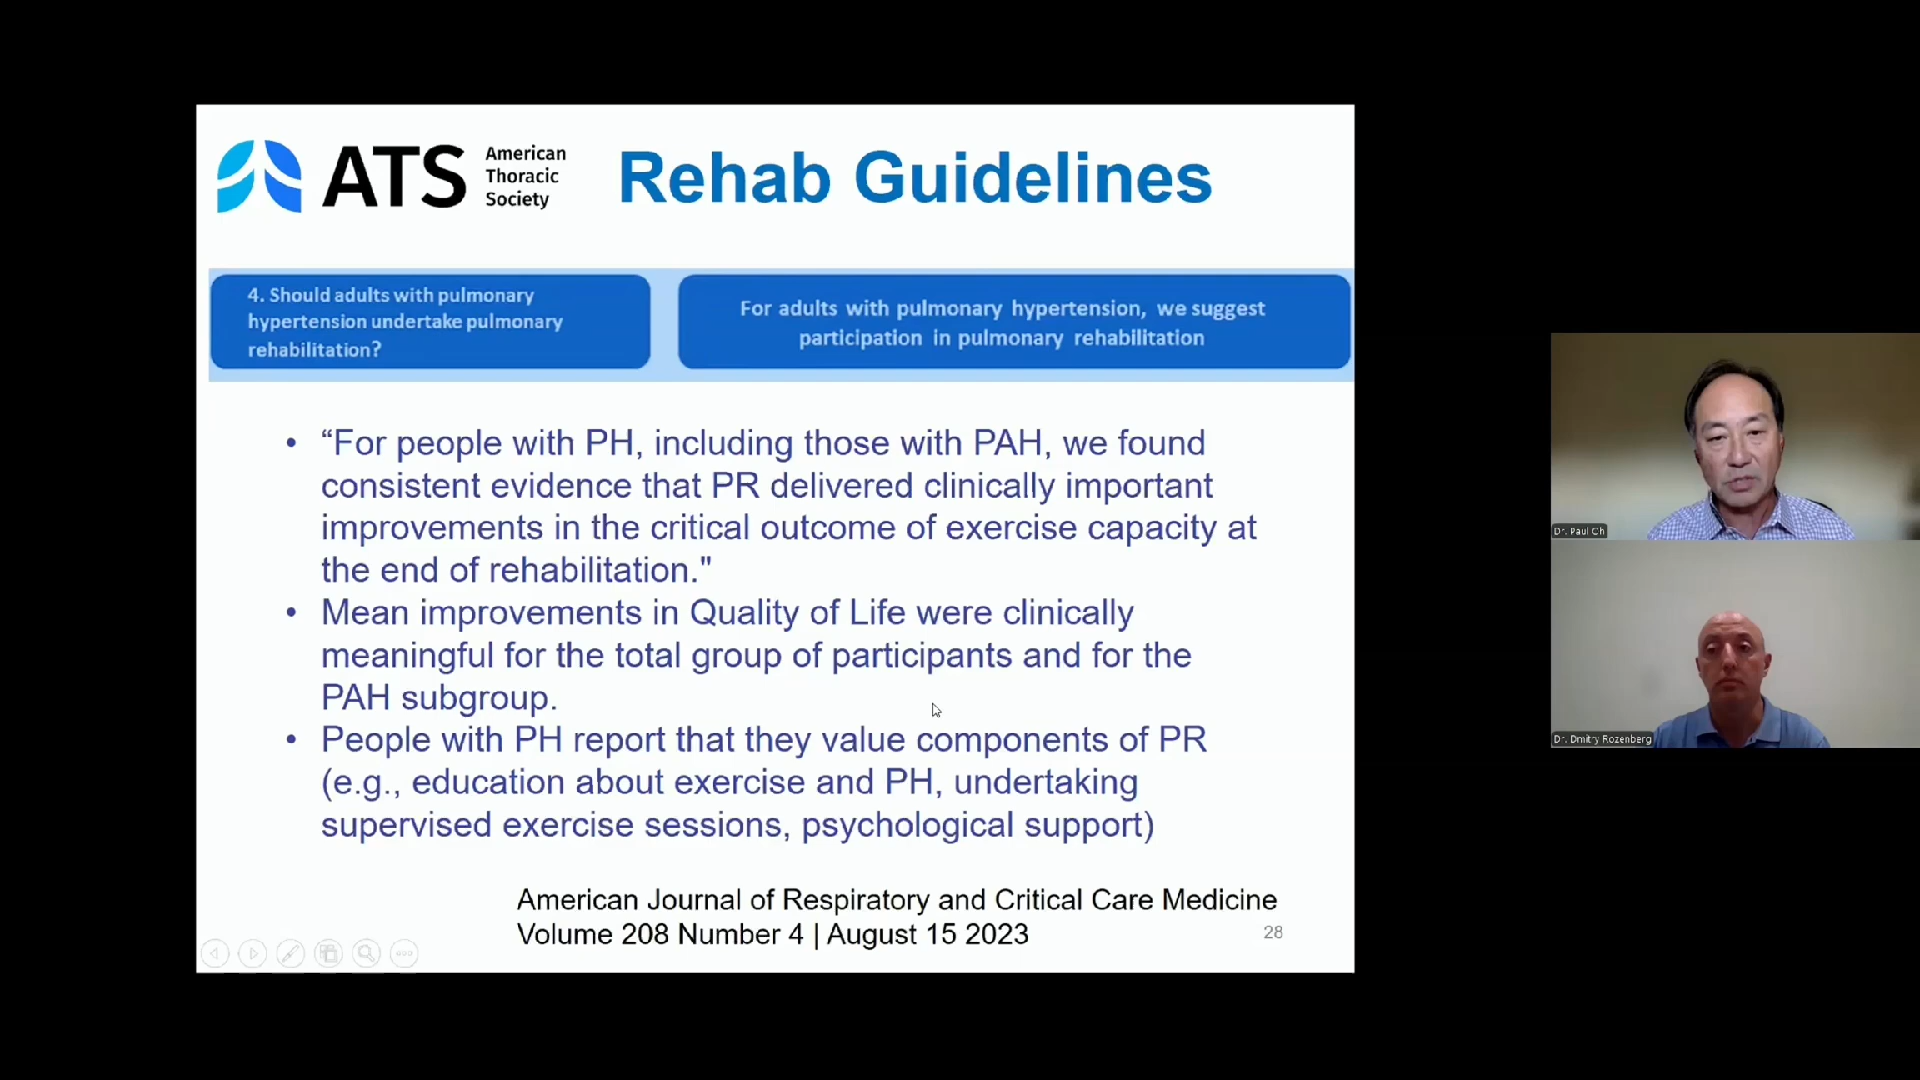 ATS American Thoracic Society
Rehab Guidelines
4. Should adults with pulmonary
hypertension undertake pulmonary
rehabilitation?
For adults with pulmonary hypertension, we suggest
participation in pulmonary rehabilitation
• “For people with PH, including those with PAH, we found
consistent evidence that PR delivered clinically important
improvements in the critical outcome of exercise capacity at
the end of rehabilitation."
• Mean improvements in Quality of Life were clinically
meaningful for the total group of participants and for the
PAH subgroup.
• People with PH report that they value components of PR
(e.g., education about exercise and PH, undertaking
supervised exercise sessions, psychological support)
American Journal of Respiratory and Critical Care Medicine
Volume 208 Number 4 | August 15 2023
28
Dr. Paul Oh
Dr. Dmitry Rozenberg